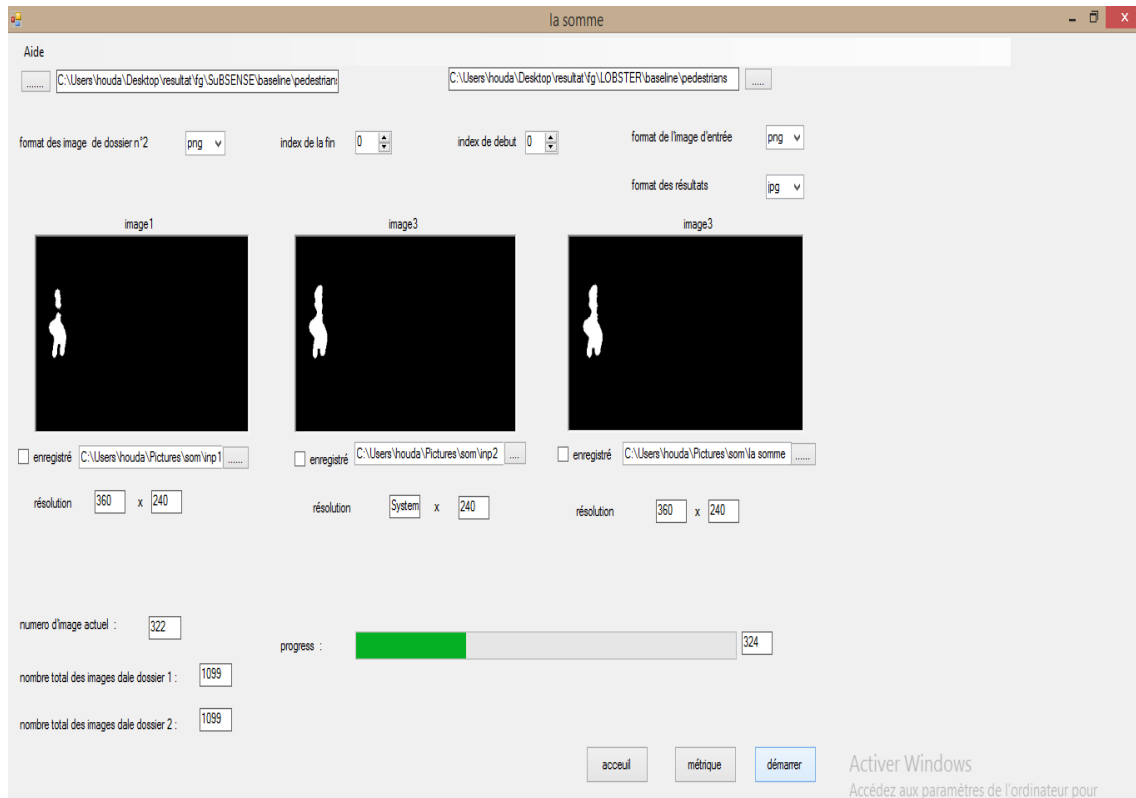 la somme
Aide
....... C:\Users\houda\Desktop\resultat\fg\SuBSENSE\baseline\pedestrian
C:\Users\houda\Desktop\resultat\fg\LOBSTER\baseline\pedestrians .....
format des image de dossier n°2 png index de la fin 0 index de debut 0 format de l'image d'entrée png
format des résultats jpg
image1 image3 image3
enregistré C:\Users\houda\Pictures\som\inp1 ......
enregistré C:\Users\houda\Pictures\som\inp2 ....
enregistré C:\Users\houda\Pictures\som\la somme ......
résolution 360 x 240
résolution System x 240
résolution 360 x 240
numero d'image actuel : 322
progress : 324
nombre total des images dale dossier 1 : 1099
nombre total des images dale dossier 2 : 1099
acceuil métrique démarrer
Activer Windows
Accédez aux paramètres de l'ordinateur pour